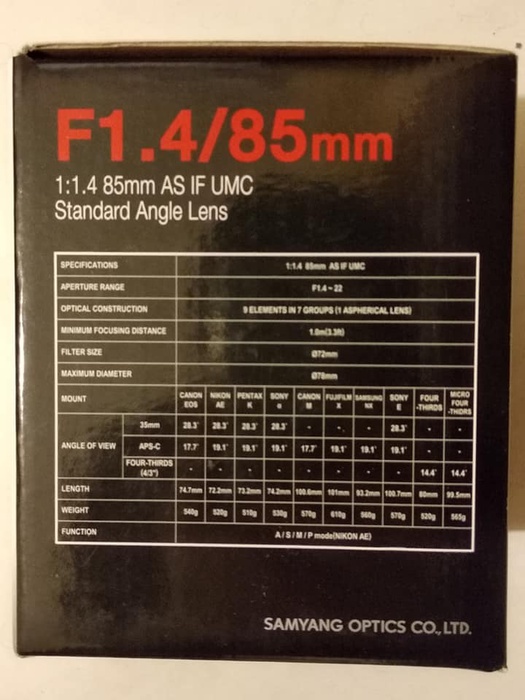 F1.4/85mm
1:1.4 85mm AS IF UMC
Standard Angle Lens
SPECIFICATIONS 1:1.4 85mm AS IF UMC
APERTURE RANGE F1.4~22
OPTICAL CONSTRUCTION 9 ELEMENTS IN 7 GROUPS (1 ASPHERICAL LENS)
MINIMUM FOCUSING DISTANCE 1.0m(3.3ft)
FILTER SIZE Ø72mm
MAXIMUM DIAMETER Ø78mm
MOUNT CANON EOS NIKON AE PENTAX K SONY α CANON M FUJIFILM X SAMSUNG NX SONY E FOUR -THIRDS MICRO FOUR -THIDRS
ANGLE OF VIEW
35mm 28.3˚ 28.3˚ 28.3˚ 28.3˚ - - - 28.3˚ - -
APS-C 17.7˚ 19.1˚ 19.1˚ 19.1˚ 17.7˚ 19.1˚ 19.1˚ 19.1˚ - -
FOUR-THIRDS (4/3") - - - - - - - - 14.4˚ 14.4˚
LENGTH 74.7mm 72.2mm 73.2mm 74.2mm 100.6mm 101mm 93.2mm 100.7mm 80mm 99.5mm
WEIGHT 540g 520g 510g 530g 570g 610g 560g 570g 520g 565g
FUNCTION A / S / M / P mode(NIKON AE)
SAMYANG OPTICS CO., LTD.